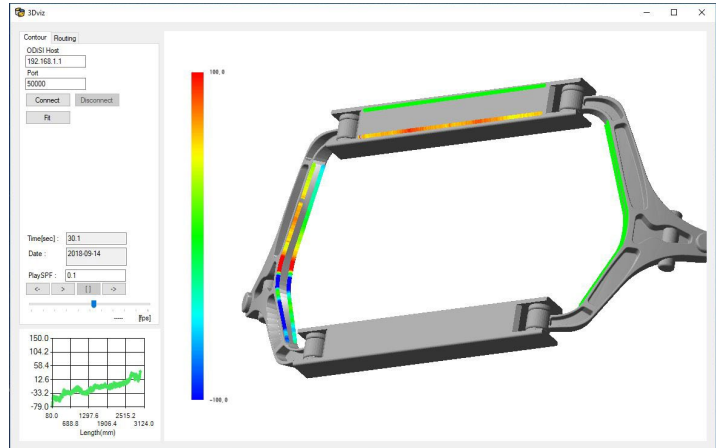 3Dviz
Contour Routing
ODiSI Host
192.168.1.1
Port
50000
Connect Disconnect
Fit
Time[sec] : 30.1
Date : 2018-09-14
PlaySPF : 0.1
<- > [ ] ->
---- [fps]
150.0
104.2
58.4
12.6
-33.2
-79.0
80.0 1297.6 2515.2
688.8 1906.4 3124.0
Length(mm)
100.0
-100.0